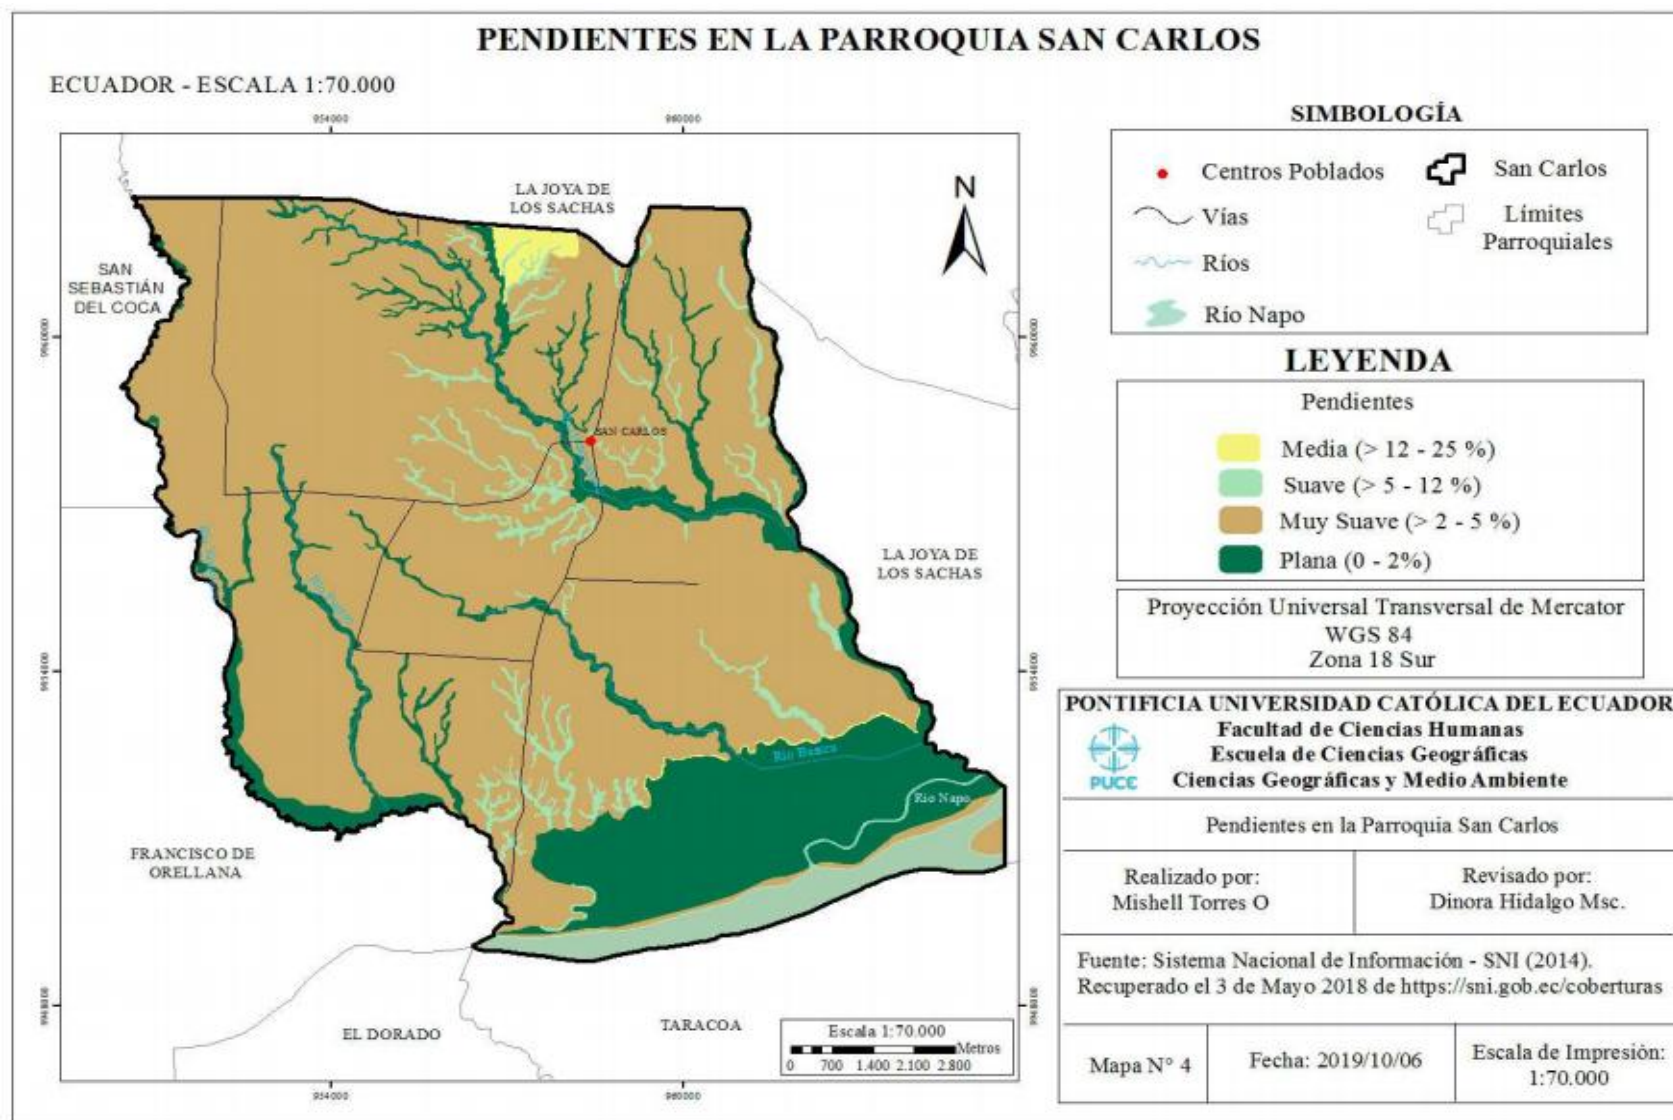 PENDIENTES EN LA PARROQUIA SAN CARLOS
ECUADOR - ESCALA 1:70.000
954000
960000
LA JOYA DE
LOS SACHAS
N
SAN
SEBASTIÁN
DEL COCA
SAN CARLOS
LA JOYA DE
LOS SACHAS
Río Napo
FRANCISCO DE
ORELLANA
EL DORADO
TARACOA
Escala 1:70.000
Metros
0 700 1.400 2.100 2.800
954000
960000
SIMBOLOGÍA
Centros Poblados
San Carlos
Vías
Límites
Parroquiales
Ríos
Río Napo
LEYENDA
Pendientes
Media (> 12 - 25 %)
Suave (> 5 - 12 %)
Muy Suave (> 2 - 5 %)
Plana (0 - 2%)
Proyección Universal Transversal de Mercator
WGS 84
Zona 18 Sur
PONTIFICIA UNIVERSIDAD CATÓLICA DEL ECUADOR
Facultad de Ciencias Humanas
Escuela de Ciencias Geográficas
Ciencias Geográficas y Medio Ambiente
PUCE
Pendientes en la Parroquia San Carlos
Realizado por:
Mishell Torres O
Revisado por:
Dinora Hidalgo Msc.
Fuente: Sistema Nacional de Información - SNI (2014).
Recuperado el 3 de Mayo 2018 de https://sni.gob.ec/coberturas
Mapa N° 4
Fecha: 2019/10/06
Escala de Impresión:
1:70.000